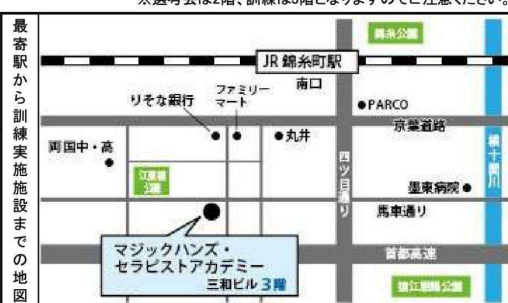 ※選考会は2階、訓練は3階となりますのでご注意ください。
最寄駅から訓練実施施設までの地図
錦糸公園
JR 錦糸町駅
南口
りそな銀行
ファミリー
マート
●PARCO
●丸井
京葉道路
両国中・高
江東橋
公園
四ツ目通り
横十間川
墨東病院●
馬車通り
マジックハンズ・
セラピストアカデミー
三和ビル 3階
首都高速
猿江恩賜公園